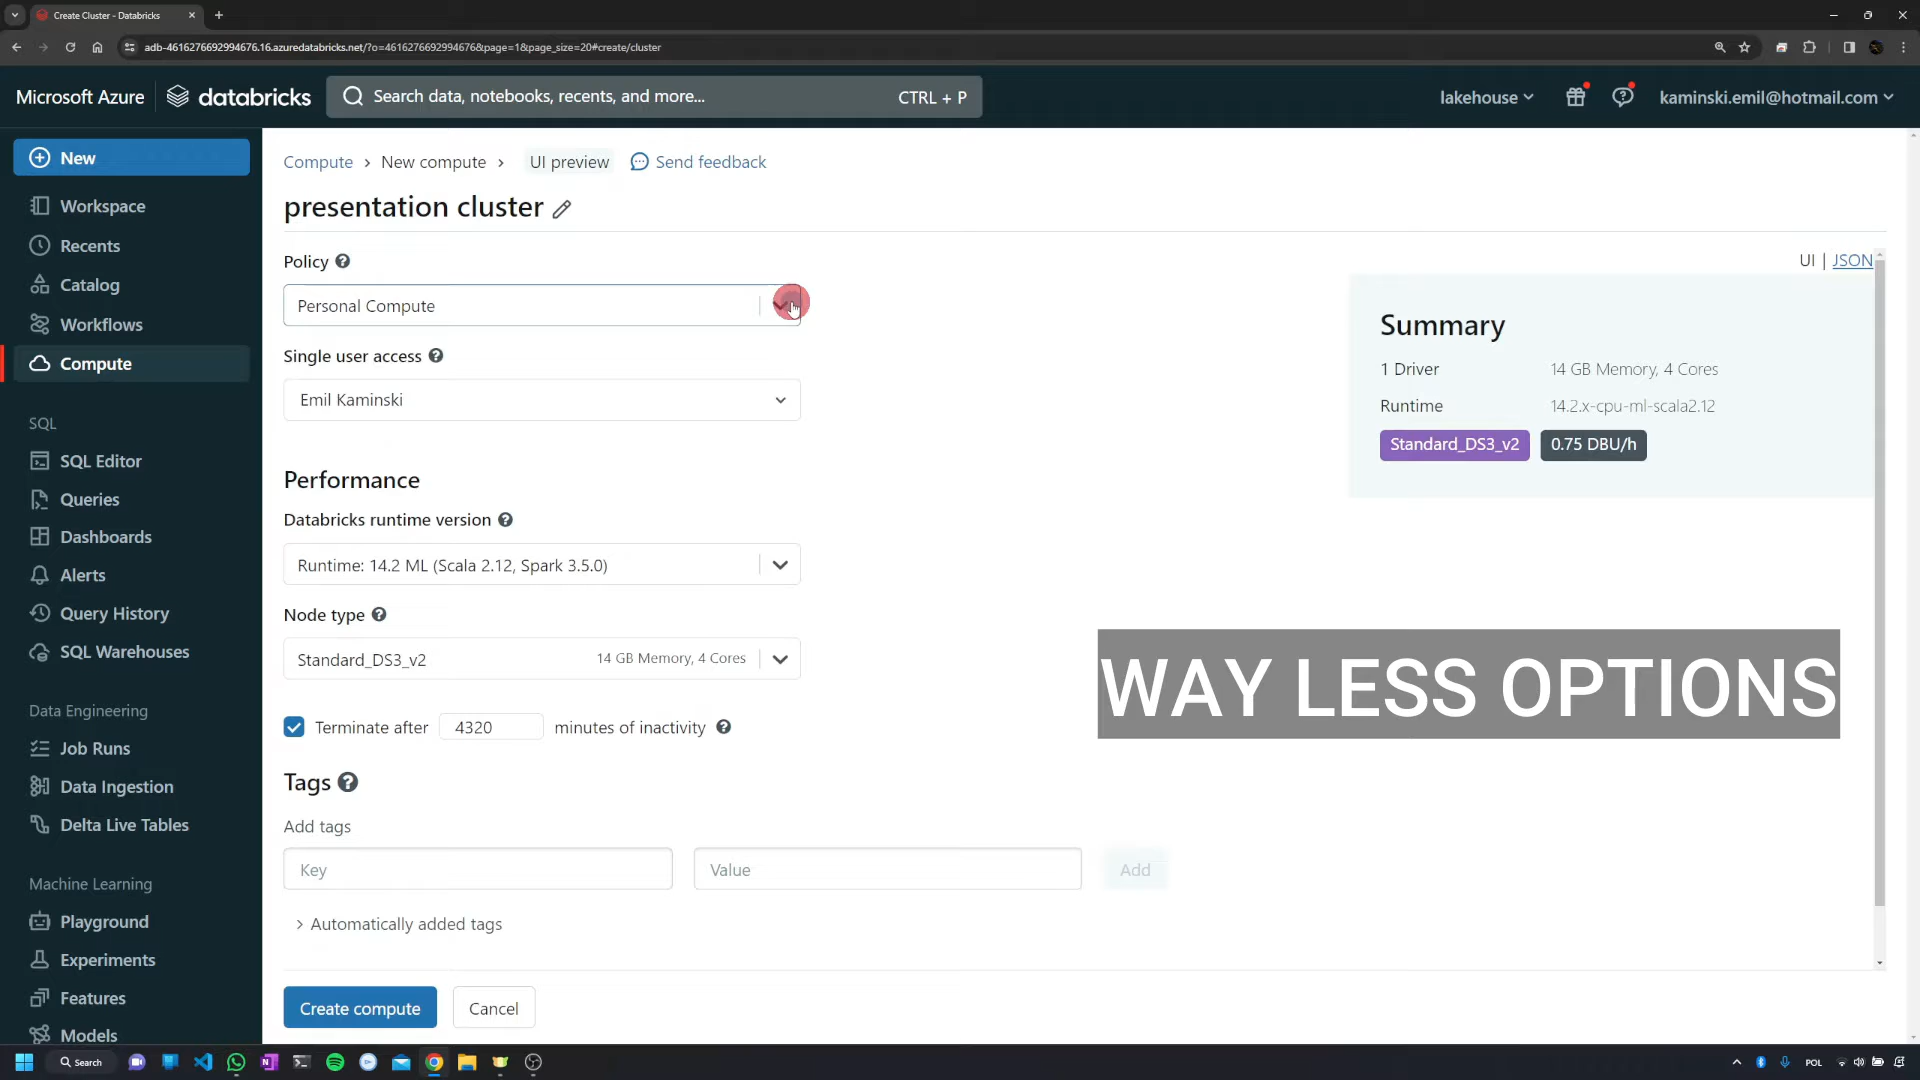 Create Cluster - Databricks
adb-4616276692994676.16.azuredatabricks.net/?o=4616276692994676&page=1&page_size=20#create/cluster
Microsoft Azure
databricks
Search data, notebooks, recents, and more...
CTRL + P
lakehouse
kaminski.emil@hotmail.com
New
Workspace
Recents
Catalog
Workflows
Compute
SQL
SQL Editor
Queries
Dashboards
Alerts
Query History
SQL Warehouses
Data Engineering
Job Runs
Data Ingestion
Delta Live Tables
Machine Learning
Playground
Experiments
Features
Models
Compute › New compute › UI preview Send feedback
presentation cluster
Policy
Personal Compute
Single user access
Emil Kaminski
Performance
Databricks runtime version
Runtime: 14.2 ML (Scala 2.12, Spark 3.5.0)
Node type
Standard_DS3_v2 14 GB Memory, 4 Cores
Terminate after 4320 minutes of inactivity
Tags
Add tags
Key Value Add
Automatically added tags
Create compute Cancel
UI | JSON
Summary
1 Driver 14 GB Memory, 4 Cores
Runtime 14.2.x-cpu-ml-scala2.12
Standard_DS3_v2 0.75 DBU/h
WAY LESS OPTIONS
Search
POL